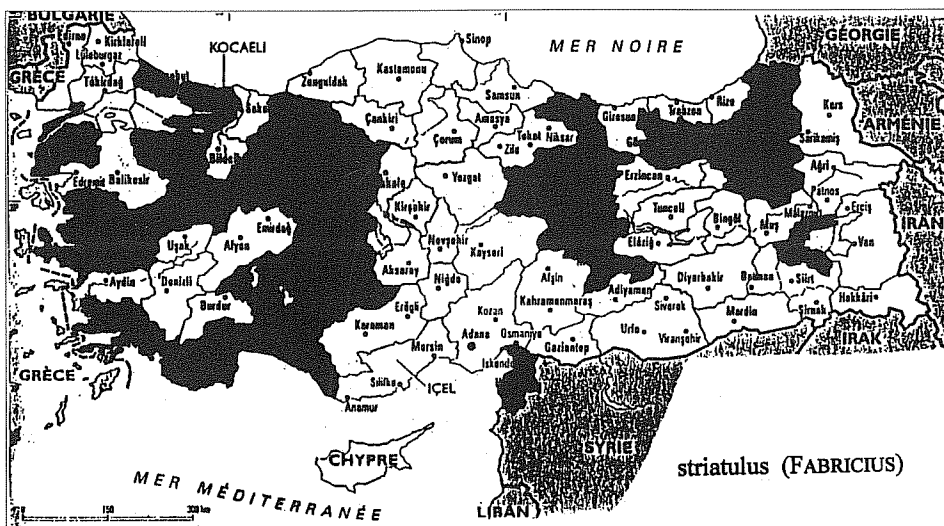 BULGARIE
Kirklareli
Edirne
Lüleburgaz
GRÈCE
Tekirdağ
KOCAELI
Zonguldak
Kastamonu
Sinop
MER NOIRE
GÉORGIE
Samsun
Amasya
Çankiri
Çorum
Tokat
Niksar
Zile
Giresun
Trabzon
Rize
Kars
ARMÉNIE
Sarikamiş
Edremit
Balikesir
Yozgat
Erzincan
Ağri
Patnos
Kirşehir
Tunceli
Bingöl
Muş
Erciş
IRAN
Uşak
Afyon
Emirdağ
Nevşehir
Kayseri
Elâziğ
Van
Aydin
Denizli
Aksaray
Niğde
Afşin
Diyarbakir
Batman
Siirt
Burdur
Adiyaman
Hakkâri
Ereğli
Kozan
Kahramanmaraş
Siverek
Mardin
Şirnak
Karaman
Adana
Osmaniye
Urfa
Viranşehir
IRAK
GRÈCE
Mersin
Gaziantep
Silifke
IÇEL
Anamur
CHYPRE
SYRIE
striatulus (FABRICIUS)
MER MÉDITERRANÉE
LIBAN
0 150 300 km